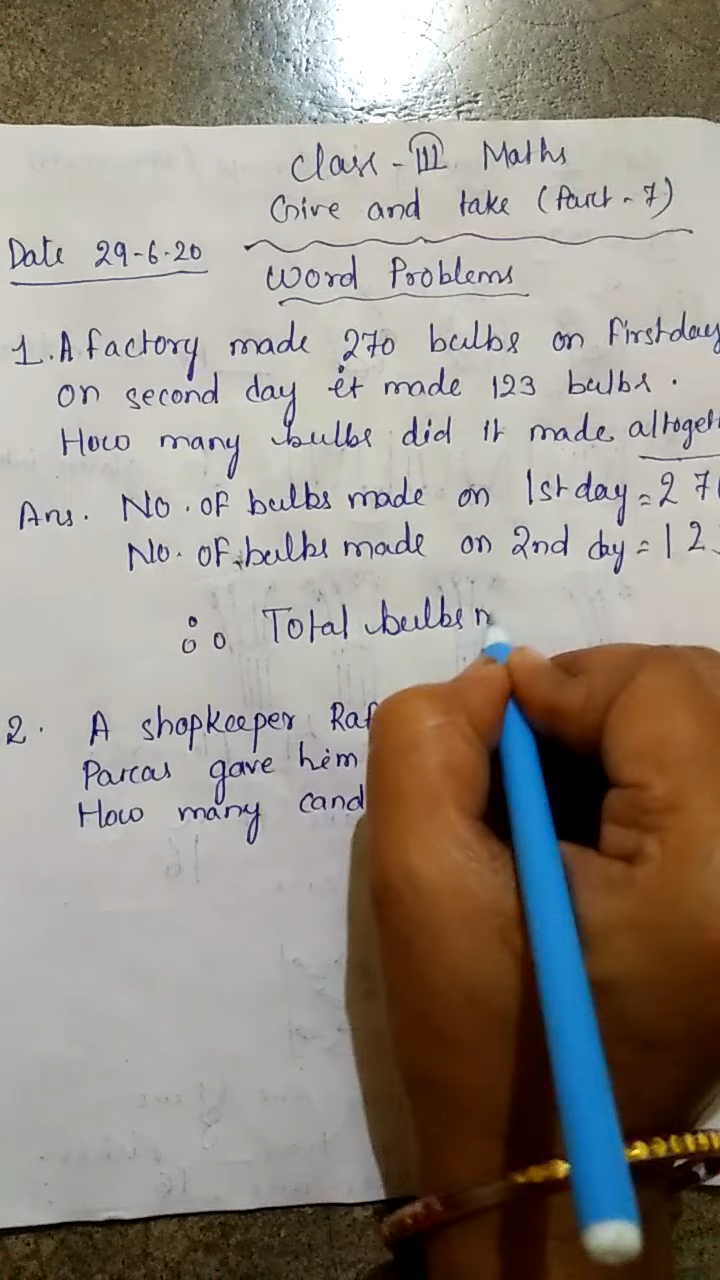 Class - III Maths
Give and take (Part - 7)
Date 29-6-20
Word Problems
1. A factory made 270 bulbs on First day
on second day it made 123 bulbs.
How many bulbs did it made altogeth
Ans. No. of bulbs made on 1st day = 270
No. of bulbs made on 2nd day = 12
∴ Total bulbs
2. A shopkeeper Raf
Parcas gave him
How many cand